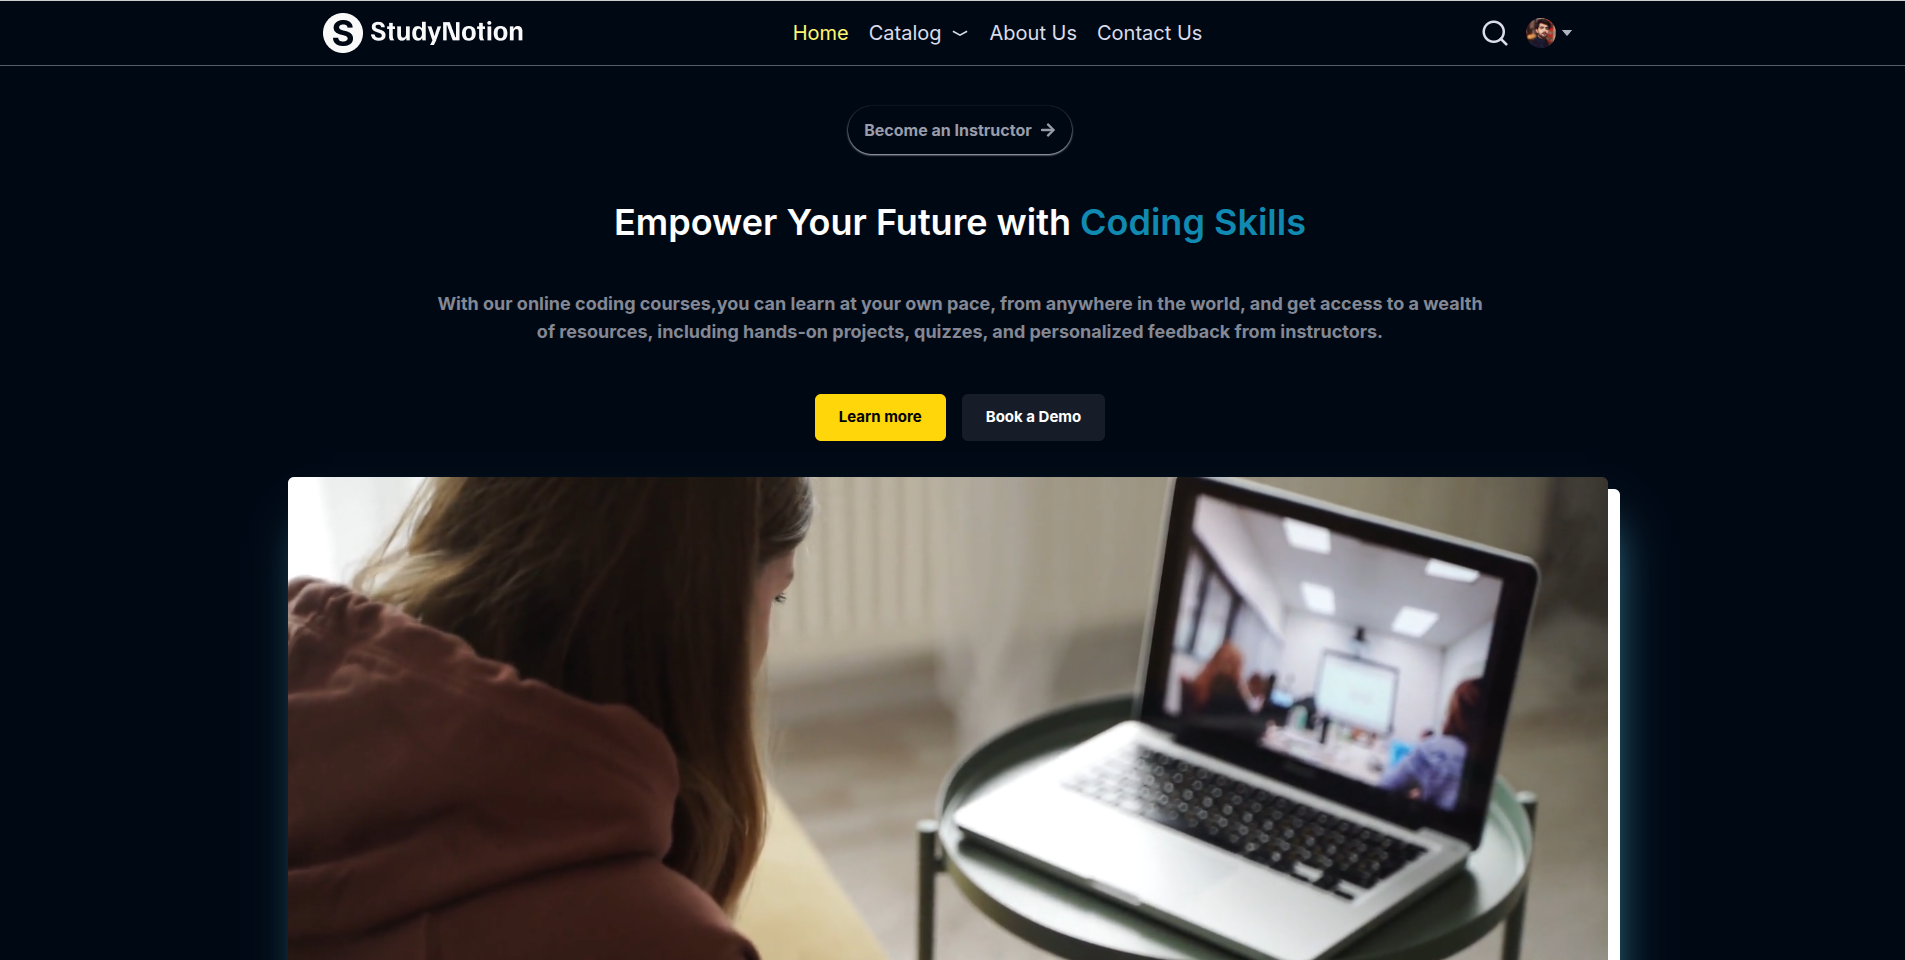 S StudyNotion
Home Catalog About Us Contact Us
Become an Instructor
Empower Your Future with Coding Skills
With our online coding courses,you can learn at your own pace, from anywhere in the world, and get access to a wealth
of resources, including hands-on projects, quizzes, and personalized feedback from instructors.
Learn more Book a Demo